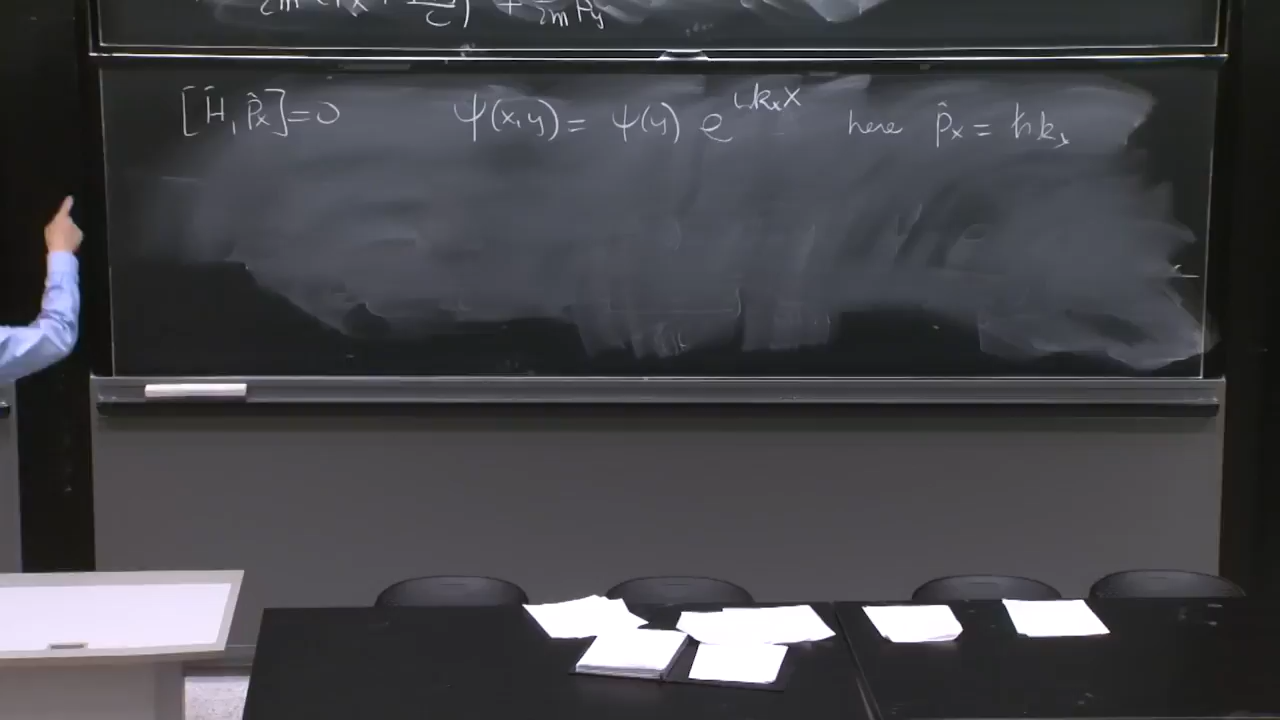 [Ĥ, p̂ₓ] = 0    ψ(x,y) = ψ(y) e^{ikₓx}    here p̂ₓ = ħkₓ